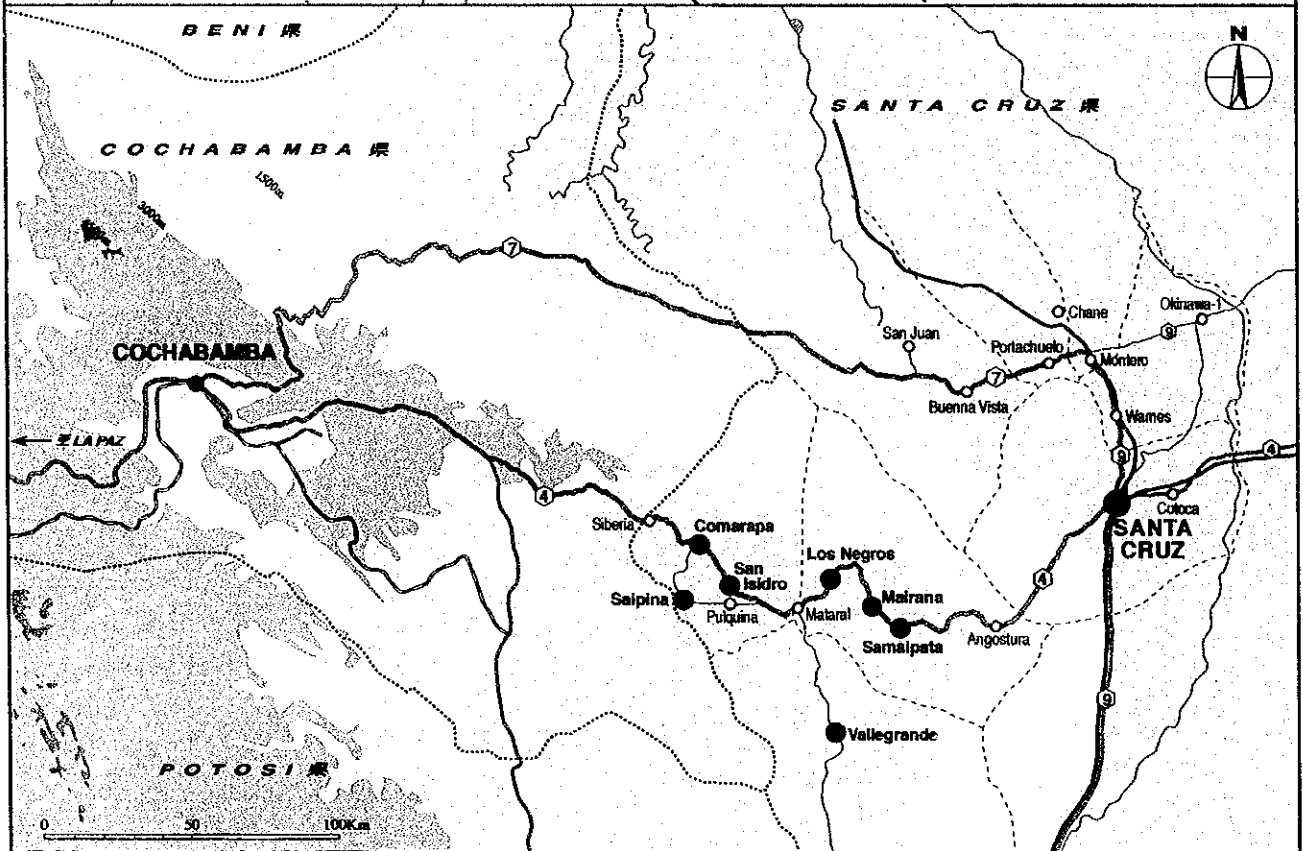 BENI 県
N
SANTA CRUZ 県
COCHABAMBA 県
1500m
3000m
7
Chane
Okinawa-1
9
San Juan
Portachuelo
Montero
COCHABAMBA
7
Buenna Vista
Warnes
至 LA PAZ
9
4
4
Cotoca
SANTA
CRUZ
Siberia
Comarapa
Los Negros
San
Isidro
4
Saipina
Mairana
Pulquina
Mataral
Samaipata
Angostura
9
Vallegrande
POTOSI 県
0 50 100Km